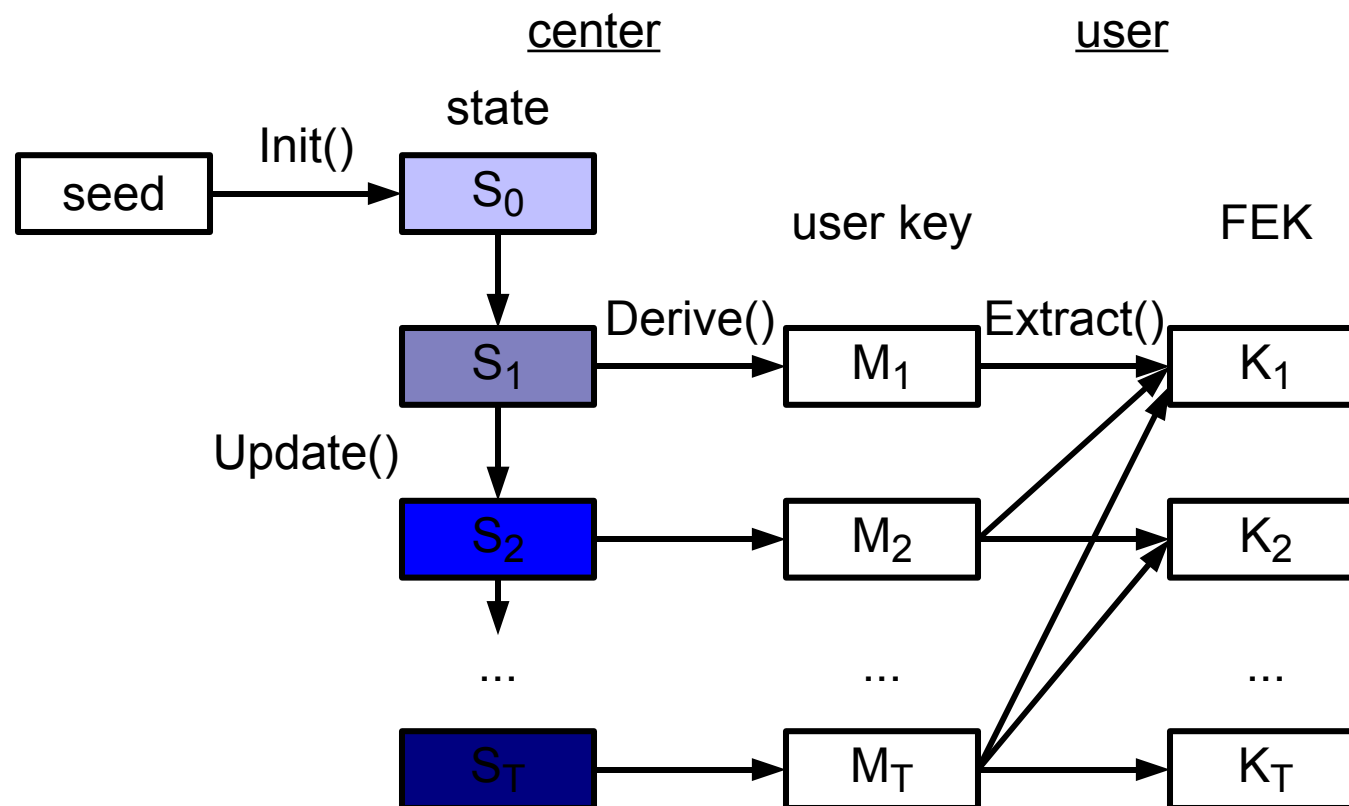 center user
state
Init()
seed S0
user key FEK
Derive() Extract()
S1 M1 K1
Update()
S2 M2 K2
... ... ...
ST MT KT